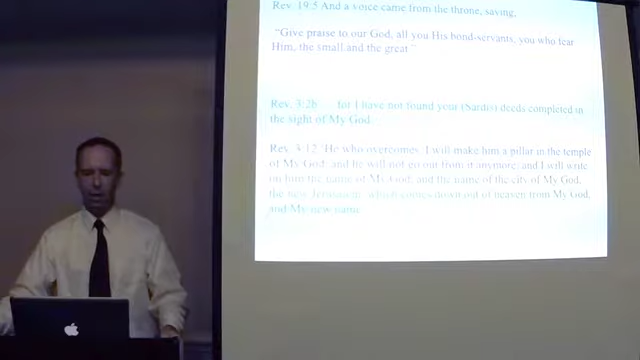 Rev. 19:5 And a voice came from the throne, saying,
"Give praise to our God, all you His bond-servants, you who fear
Him, the small and the great"
Rev. 3:2b ... for I have not found your (Sardis) deeds completed in
the sight of My God
Rev. 3:12 'He who overcomes, I will make him a pillar in the temple
of My God, and he will not go out from it anymore; and I will write
on him the name of My God, and the name of the city of My God,
the new Jerusalem, which comes down out of heaven from My God,
and My new name